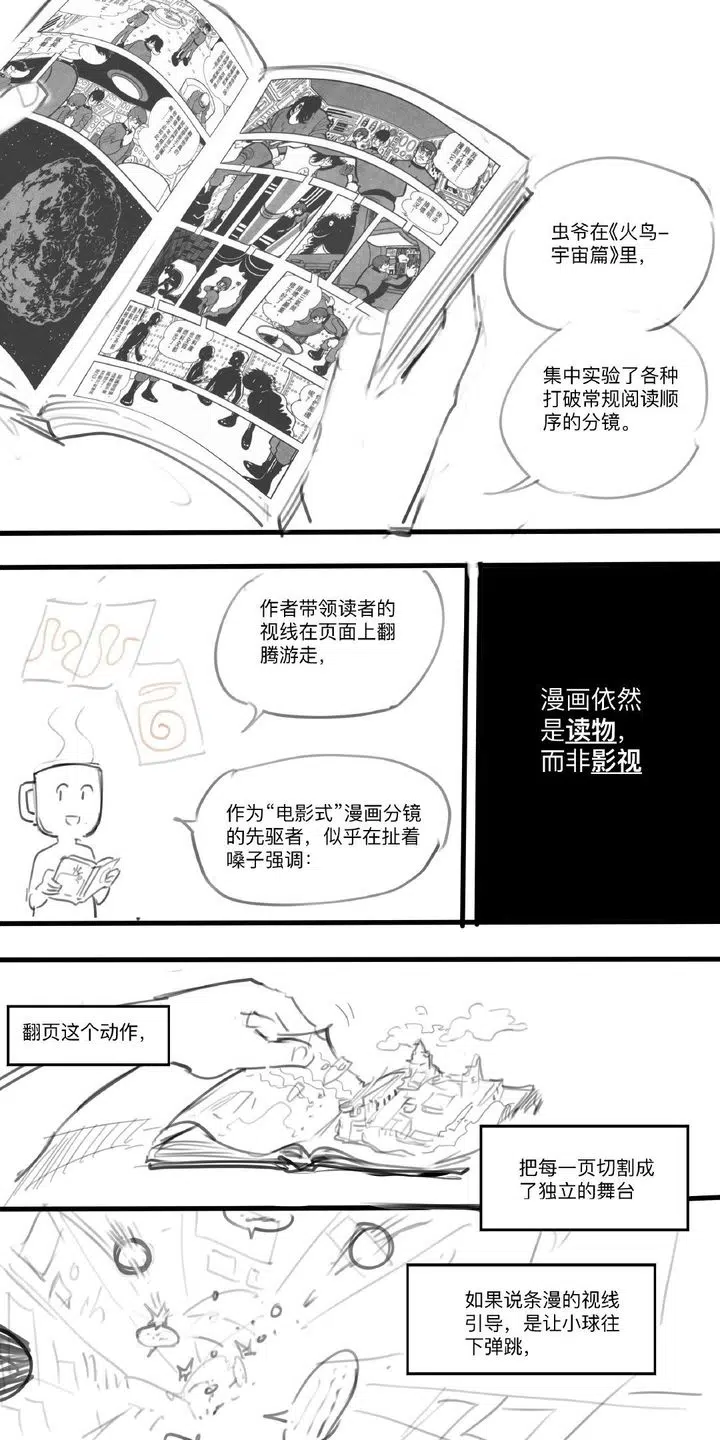 虫爷在《火鸟-
宇宙篇》里，
集中实验了各种
打破常规阅读顺
序的分镜。
作者带领读者的
视线在页面上翻
腾游走，
作为“电影式”漫画分镜
的先驱者，似乎在扯着
嗓子强调：
漫画依然
是读物，
而非影视
翻页这个动作，
把每一页切割成
了独立的舞台
如果说条漫的视线
引导，是让小球往
下弹跳，